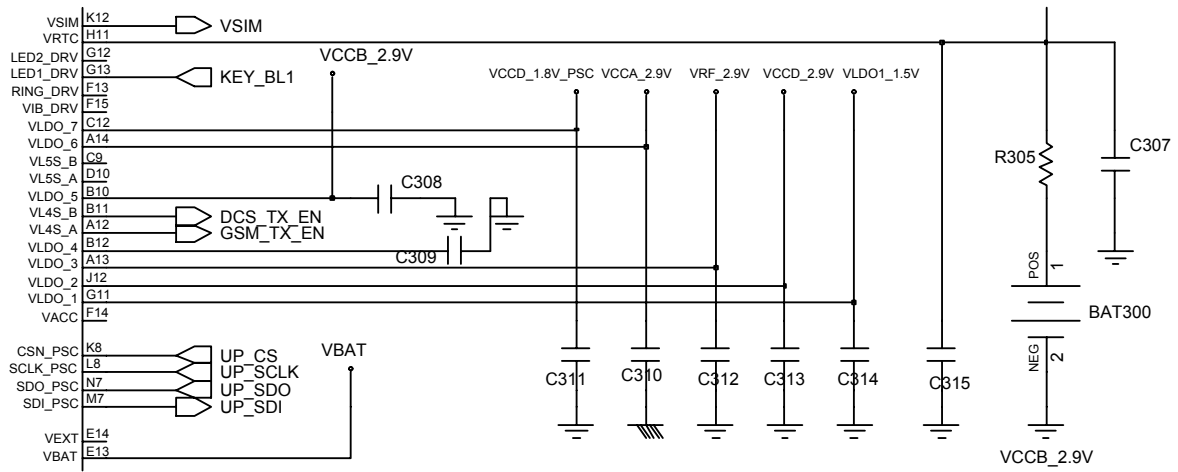 VSIM K12 VSIM
VRTC H11
LED2_DRV G12
LED1_DRV G13 KEY_BL1
RING_DRV F13
VIB_DRV F15
VLDO_7 C12
VLDO_6 A14
VL5S_B C9
VL5S_A D10
VLDO_5 B10
VL4S_B B11 DCS_TX_EN
VL4S_A A12 GSM_TX_EN
VLDO_4 B12
VLDO_3 A13
VLDO_2 J12
VLDO_1 G11
VACC F14
CSN_PSC K8 UP_CS
SCLK_PSC L8 UP_SCLK
SDO_PSC N7 UP_SDO
SDI_PSC M7 UP_SDI
VEXT E14
VBAT E13
VCCB_2.9V
VCCD_1.8V_PSC VCCA_2.9V VRF_2.9V VCCD_2.9V VLDO1_1.5V
C308
C309
VBAT
C311 C310 C312 C313 C314 C315
R305
C307
POS 1
BAT300
NEG 2
VCCB_2.9V